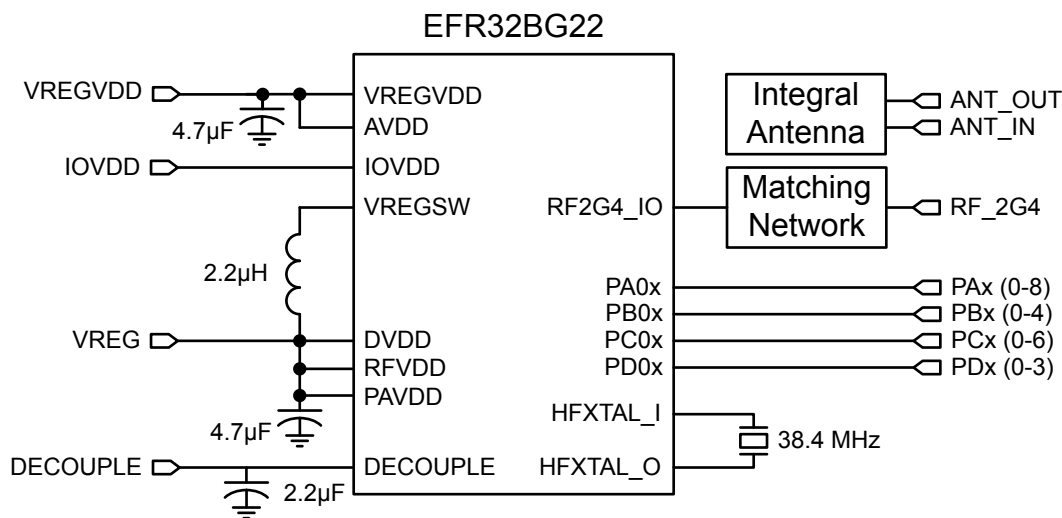 EFR32BG22
VREGVDD
4.7µF
IOVDD
2.2µH
VREG
4.7µF
DECOUPLE
2.2µF
VREGVDD
AVDD
IOVDD
VREGSW
DVDD
RFVDD
PAVDD
DECOUPLE
RF2G4_IO
PA0x
PB0x
PC0x
PD0x
HFXTAL_I
HFXTAL_O
Integral
Antenna
ANT_OUT
ANT_IN
Matching
Network
RF_2G4
PAx (0-8)
PBx (0-4)
PCx (0-6)
PDx (0-3)
38.4 MHz